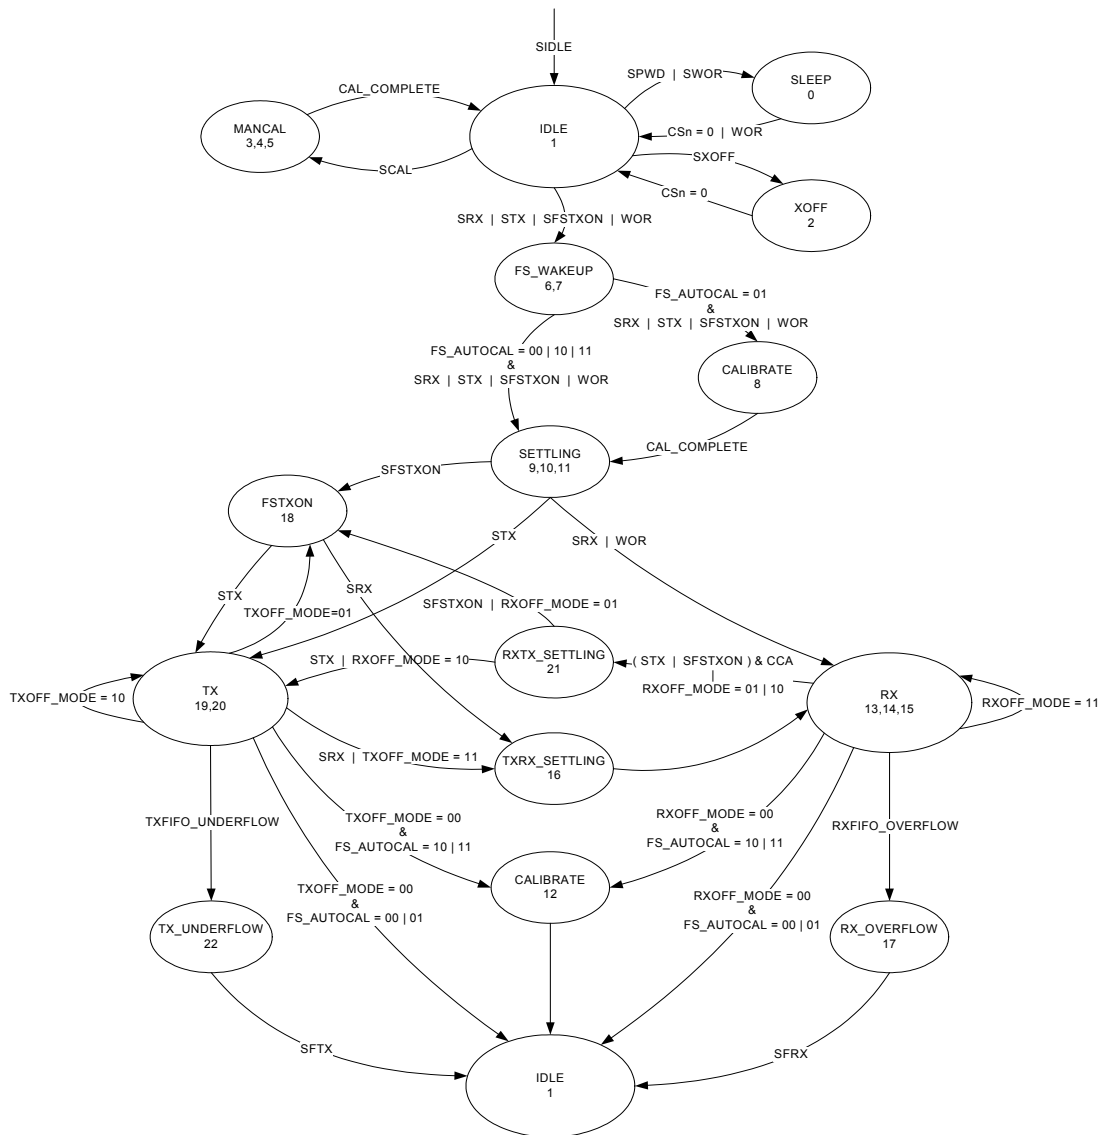 SIDLE
SPWD | SWOR
SLEEP
0
CAL_COMPLETE
MANCAL
3,4,5
IDLE
1
CSn = 0 | WOR
SCAL
SXOFF
CSn = 0
XOFF
2
SRX | STX | SFSTXON | WOR
FS_WAKEUP
6,7
FS_AUTOCAL = 01
&
SRX | STX | SFSTXON | WOR
FS_AUTOCAL = 00 | 10 | 11
&
SRX | STX | SFSTXON | WOR
CALIBRATE
8
CAL_COMPLETE
SETTLING
9,10,11
SFSTXON
FSTXON
18
STX
SRX | WOR
STX
SRX
TXOFF_MODE=01
SFSTXON | RXOFF_MODE = 01
RXTX_SETTLING
21
STX | RXOFF_MODE = 10
( STX | SFSTXON ) & CCA
|
RXOFF_MODE = 01 | 10
TXOFF_MODE = 10
TX
19,20
RX
13,14,15
RXOFF_MODE = 11
SRX | TXOFF_MODE = 11
TXRX_SETTLING
16
TXFIFO_UNDERFLOW
TXOFF_MODE = 00
&
FS_AUTOCAL = 10 | 11
RXOFF_MODE = 00
&
FS_AUTOCAL = 10 | 11
RXFIFO_OVERFLOW
CALIBRATE
12
TXOFF_MODE = 00
&
FS_AUTOCAL = 00 | 01
RXOFF_MODE = 00
&
FS_AUTOCAL = 00 | 01
TX_UNDERFLOW
22
RX_OVERFLOW
17
SFTX
SFRX
IDLE
1